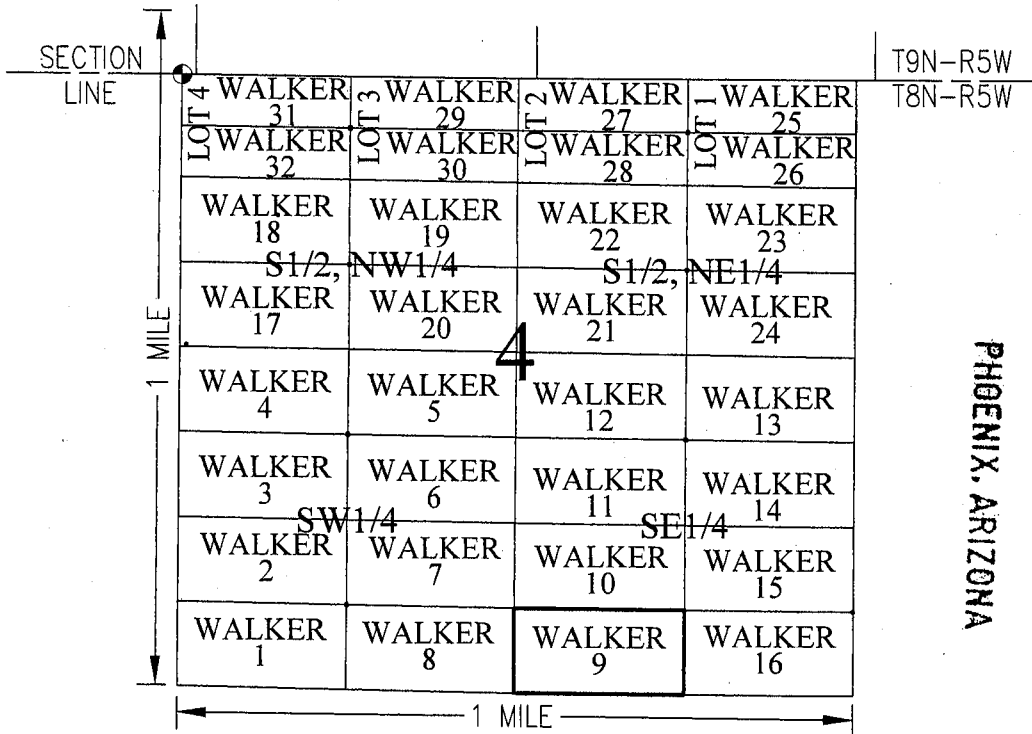 SECTION
LINE
T9N-R5W
T8N-R5W
LOT 4
WALKER
31
LOT 3
WALKER
29
LOT 2
WALKER
27
LOT 1
WALKER
25
WALKER
32
WALKER
30
WALKER
28
WALKER
26
WALKER
18
WALKER
19
WALKER
22
WALKER
23
S1/2, NW1/4
S1/2, NE1/4
WALKER
17
WALKER
20
WALKER
21
WALKER
24
4
1 MILE
WALKER
4
WALKER
5
WALKER
12
WALKER
13
WALKER
3
WALKER
6
WALKER
11
WALKER
14
SW1/4
SE1/4
WALKER
2
WALKER
7
WALKER
10
WALKER
15
WALKER
1
WALKER
8
WALKER
9
WALKER
16
1 MILE
PHOENIX, ARIZONA